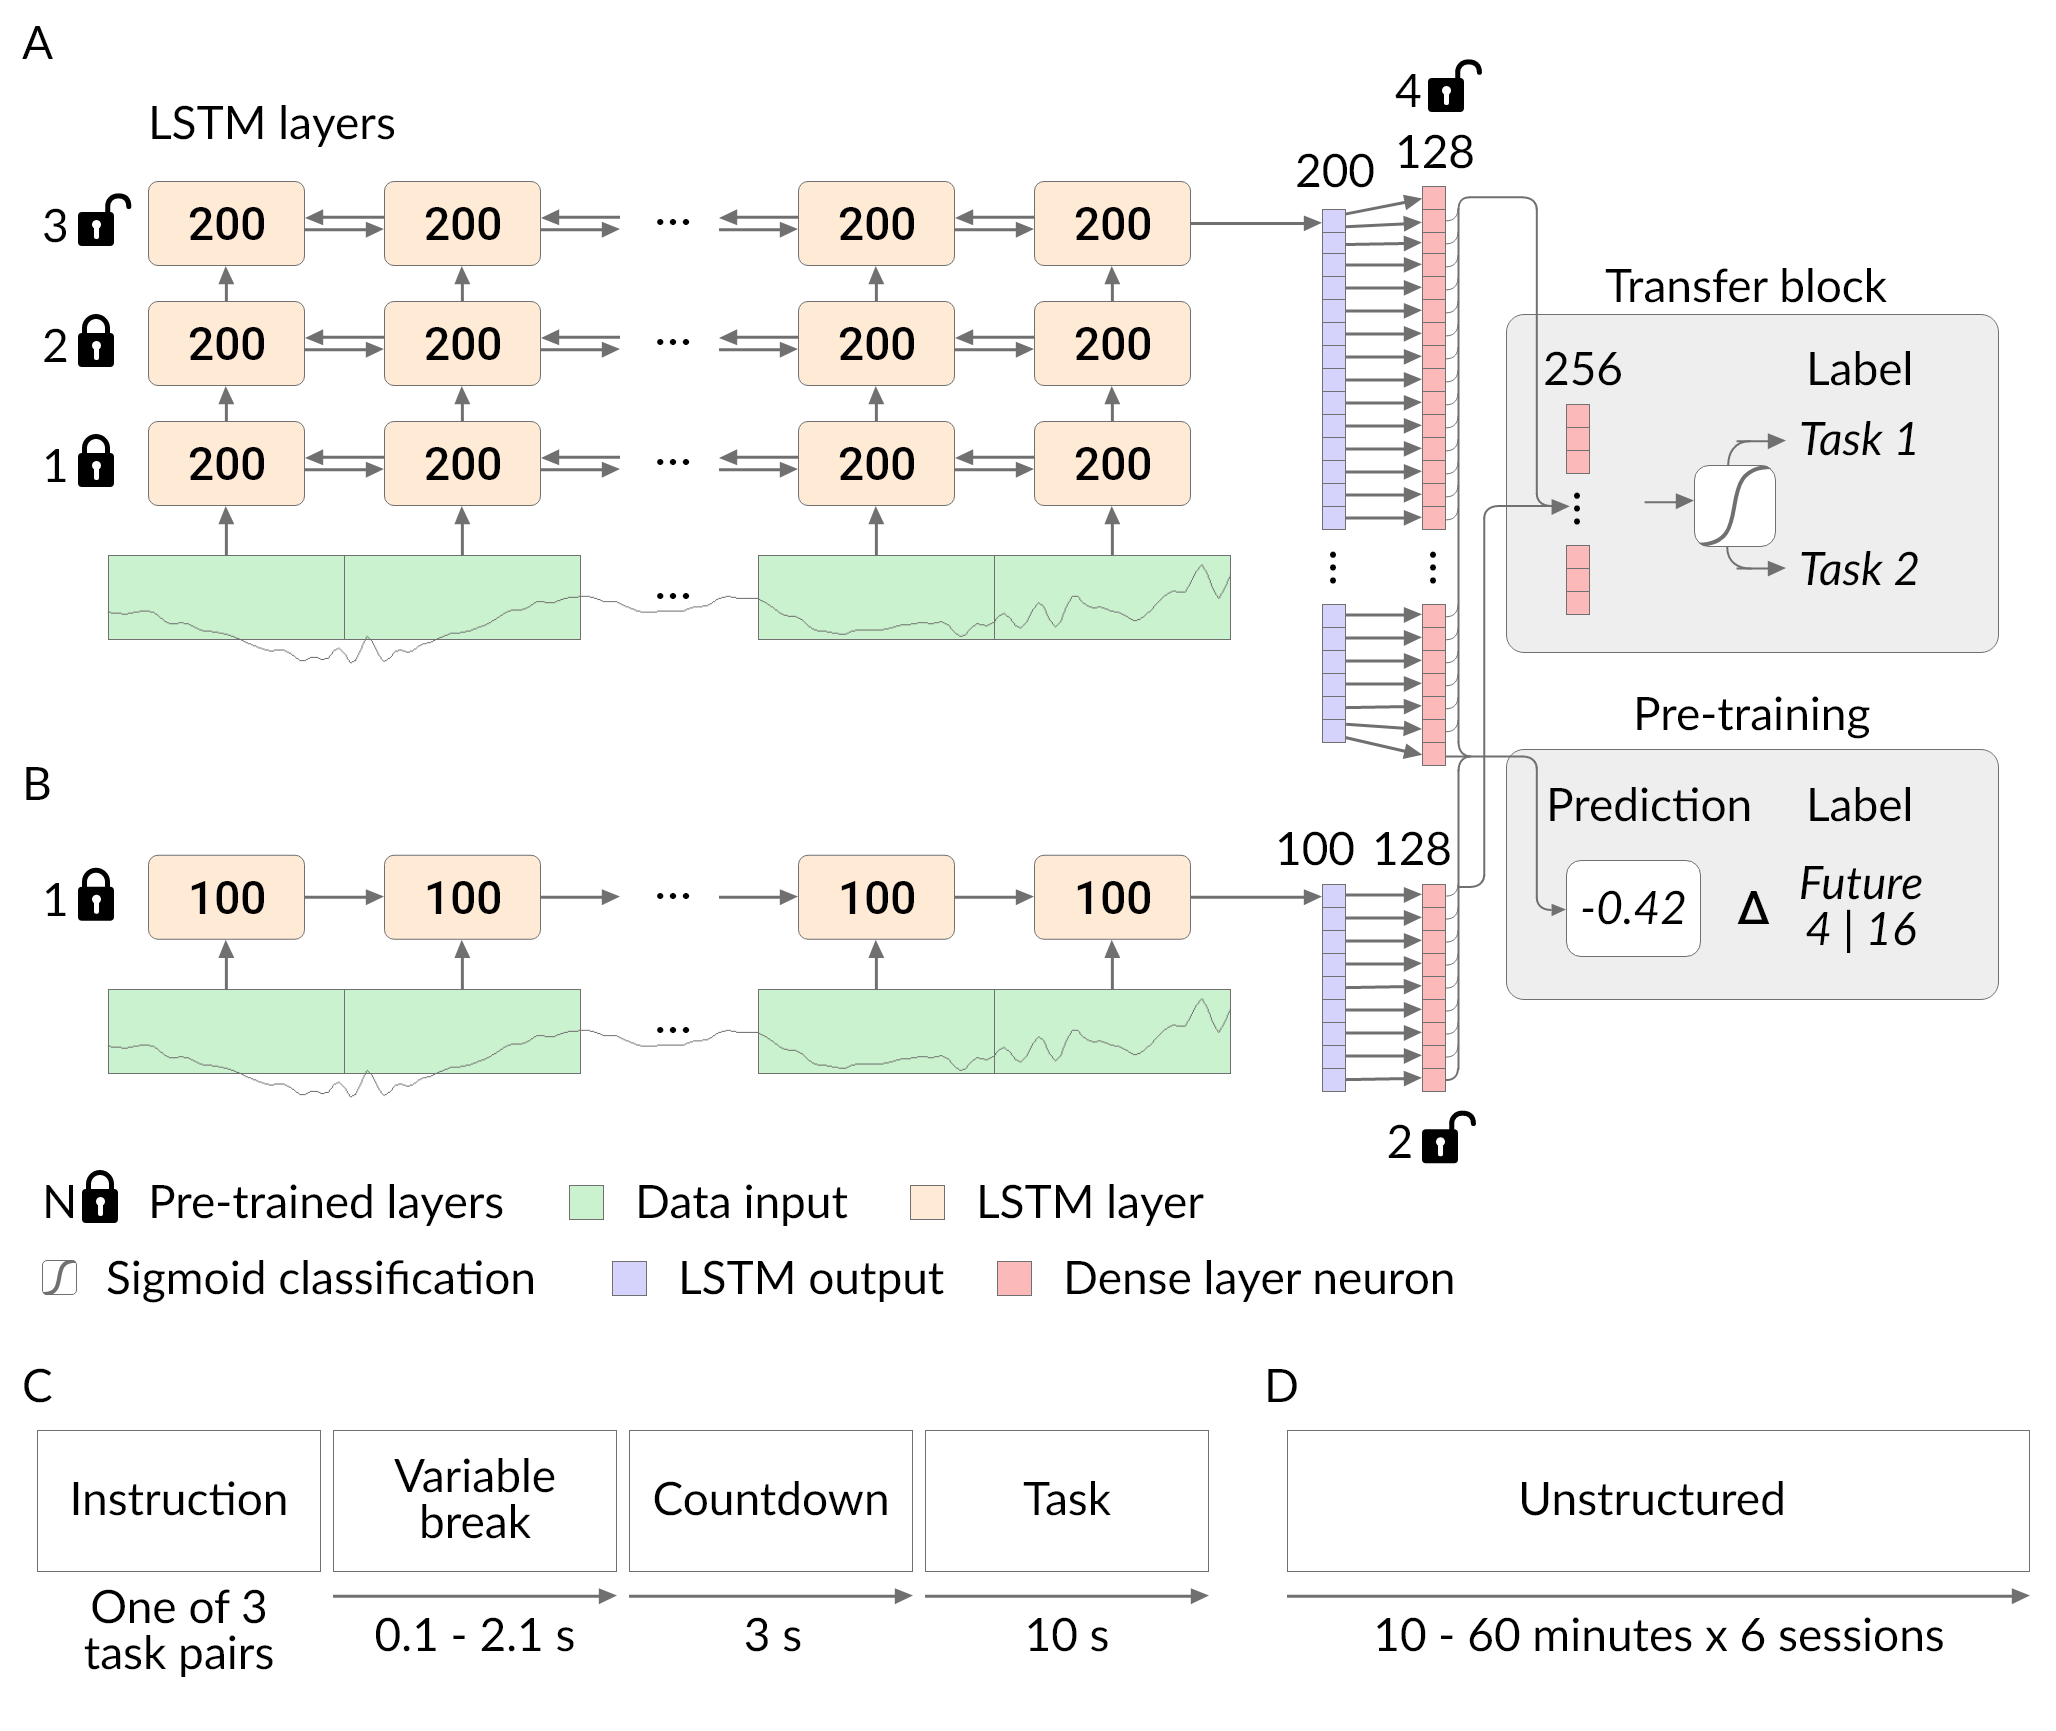 A
LSTM layers
4
200
128
3
200
200
...
200
200
2
200
200
...
200
200
1
200
200
...
200
200
...
Transfer block
256
Label
Task 1
Task 2
Pre-training
Prediction
Label
-0.42
Δ
Future
4 | 16
B
1
100
100
...
100
100
...
100
128
2
N
Pre-trained layers
Data input
LSTM layer
Sigmoid classification
LSTM output
Dense layer neuron
C
Instruction
Variable
break
Countdown
Task
One of 3
task pairs
0.1 - 2.1 s
3 s
10 s
D
Unstructured
10 - 60 minutes x 6 sessions